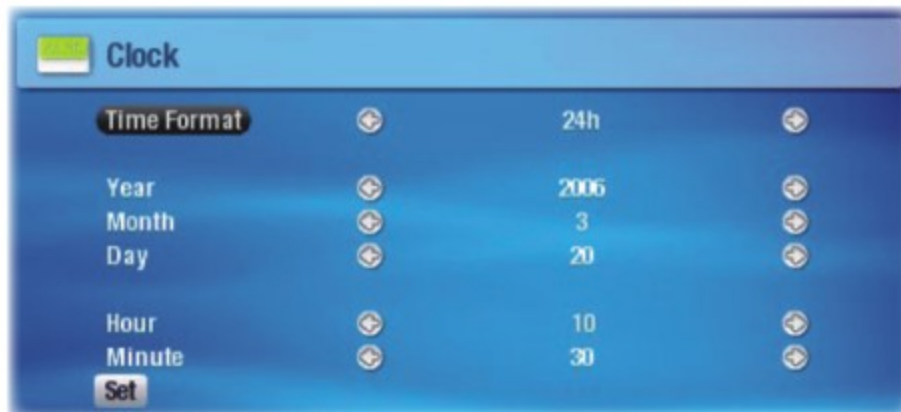 Clock
Time Format 24h
Year 2006
Month 3
Day 20
Hour 10
Minute 30
Set